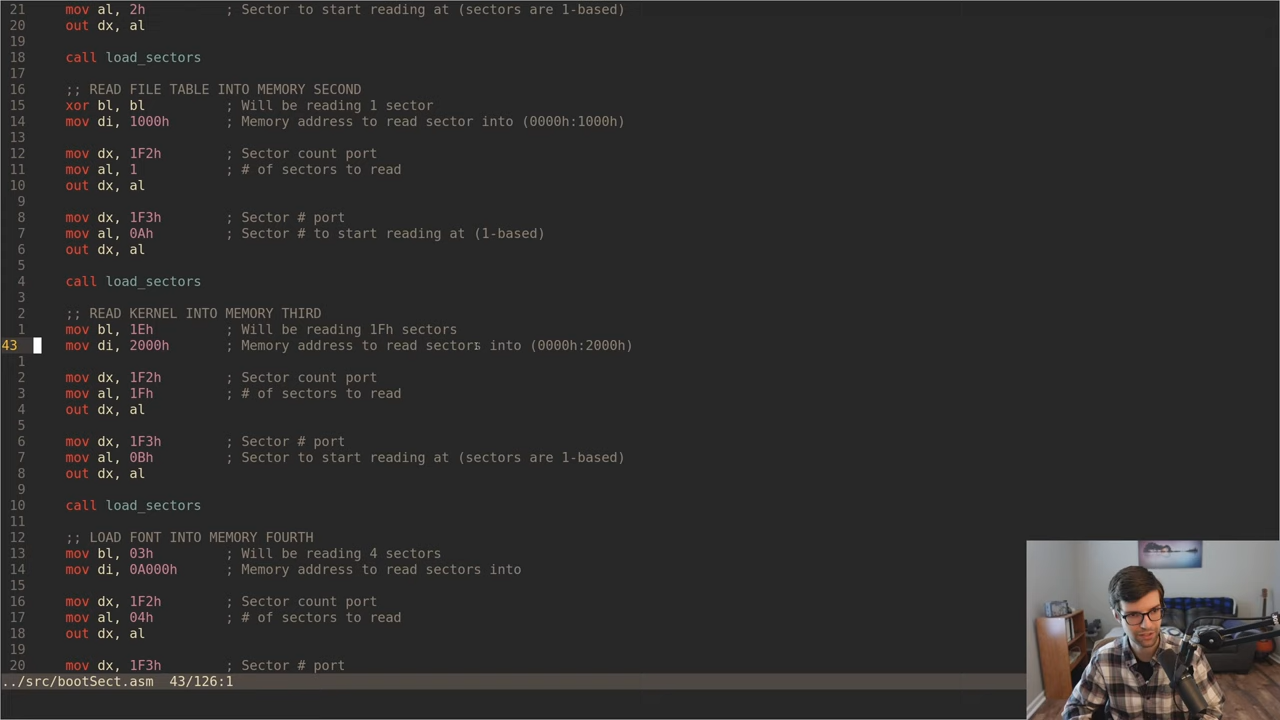 21 mov al, 2h ; Sector to start reading at (sectors are 1-based)
20 out dx, al
19
18 call load_sectors
17
16 ;; READ FILE TABLE INTO MEMORY SECOND
15 xor bl, bl ; Will be reading 1 sector
14 mov di, 1000h ; Memory address to read sector into (0000h:1000h)
13
12 mov dx, 1F2h ; Sector count port
11 mov al, 1 ; # of sectors to read
10 out dx, al
9
8 mov dx, 1F3h ; Sector # port
7 mov al, 0Ah ; Sector # to start reading at (1-based)
6 out dx, al
5
4 call load_sectors
3
2 ;; READ KERNEL INTO MEMORY THIRD
1 mov bl, 1Eh ; Will be reading 1Fh sectors
43 mov di, 2000h ; Memory address to read sectors into (0000h:2000h)
1
2 mov dx, 1F2h ; Sector count port
3 mov al, 1Fh ; # of sectors to read
4 out dx, al
5
6 mov dx, 1F3h ; Sector # port
7 mov al, 0Bh ; Sector to start reading at (sectors are 1-based)
8 out dx, al
9
10 call load_sectors
11
12 ;; LOAD FONT INTO MEMORY FOURTH
13 mov bl, 03h ; Will be reading 4 sectors
14 mov di, 0A000h ; Memory address to read sectors into
15
16 mov dx, 1F2h ; Sector count port
17 mov al, 04h ; # of sectors to read
18 out dx, al
19
20 mov dx, 1F3h ; Sector # port
../src/bootSect.asm 43/126:1